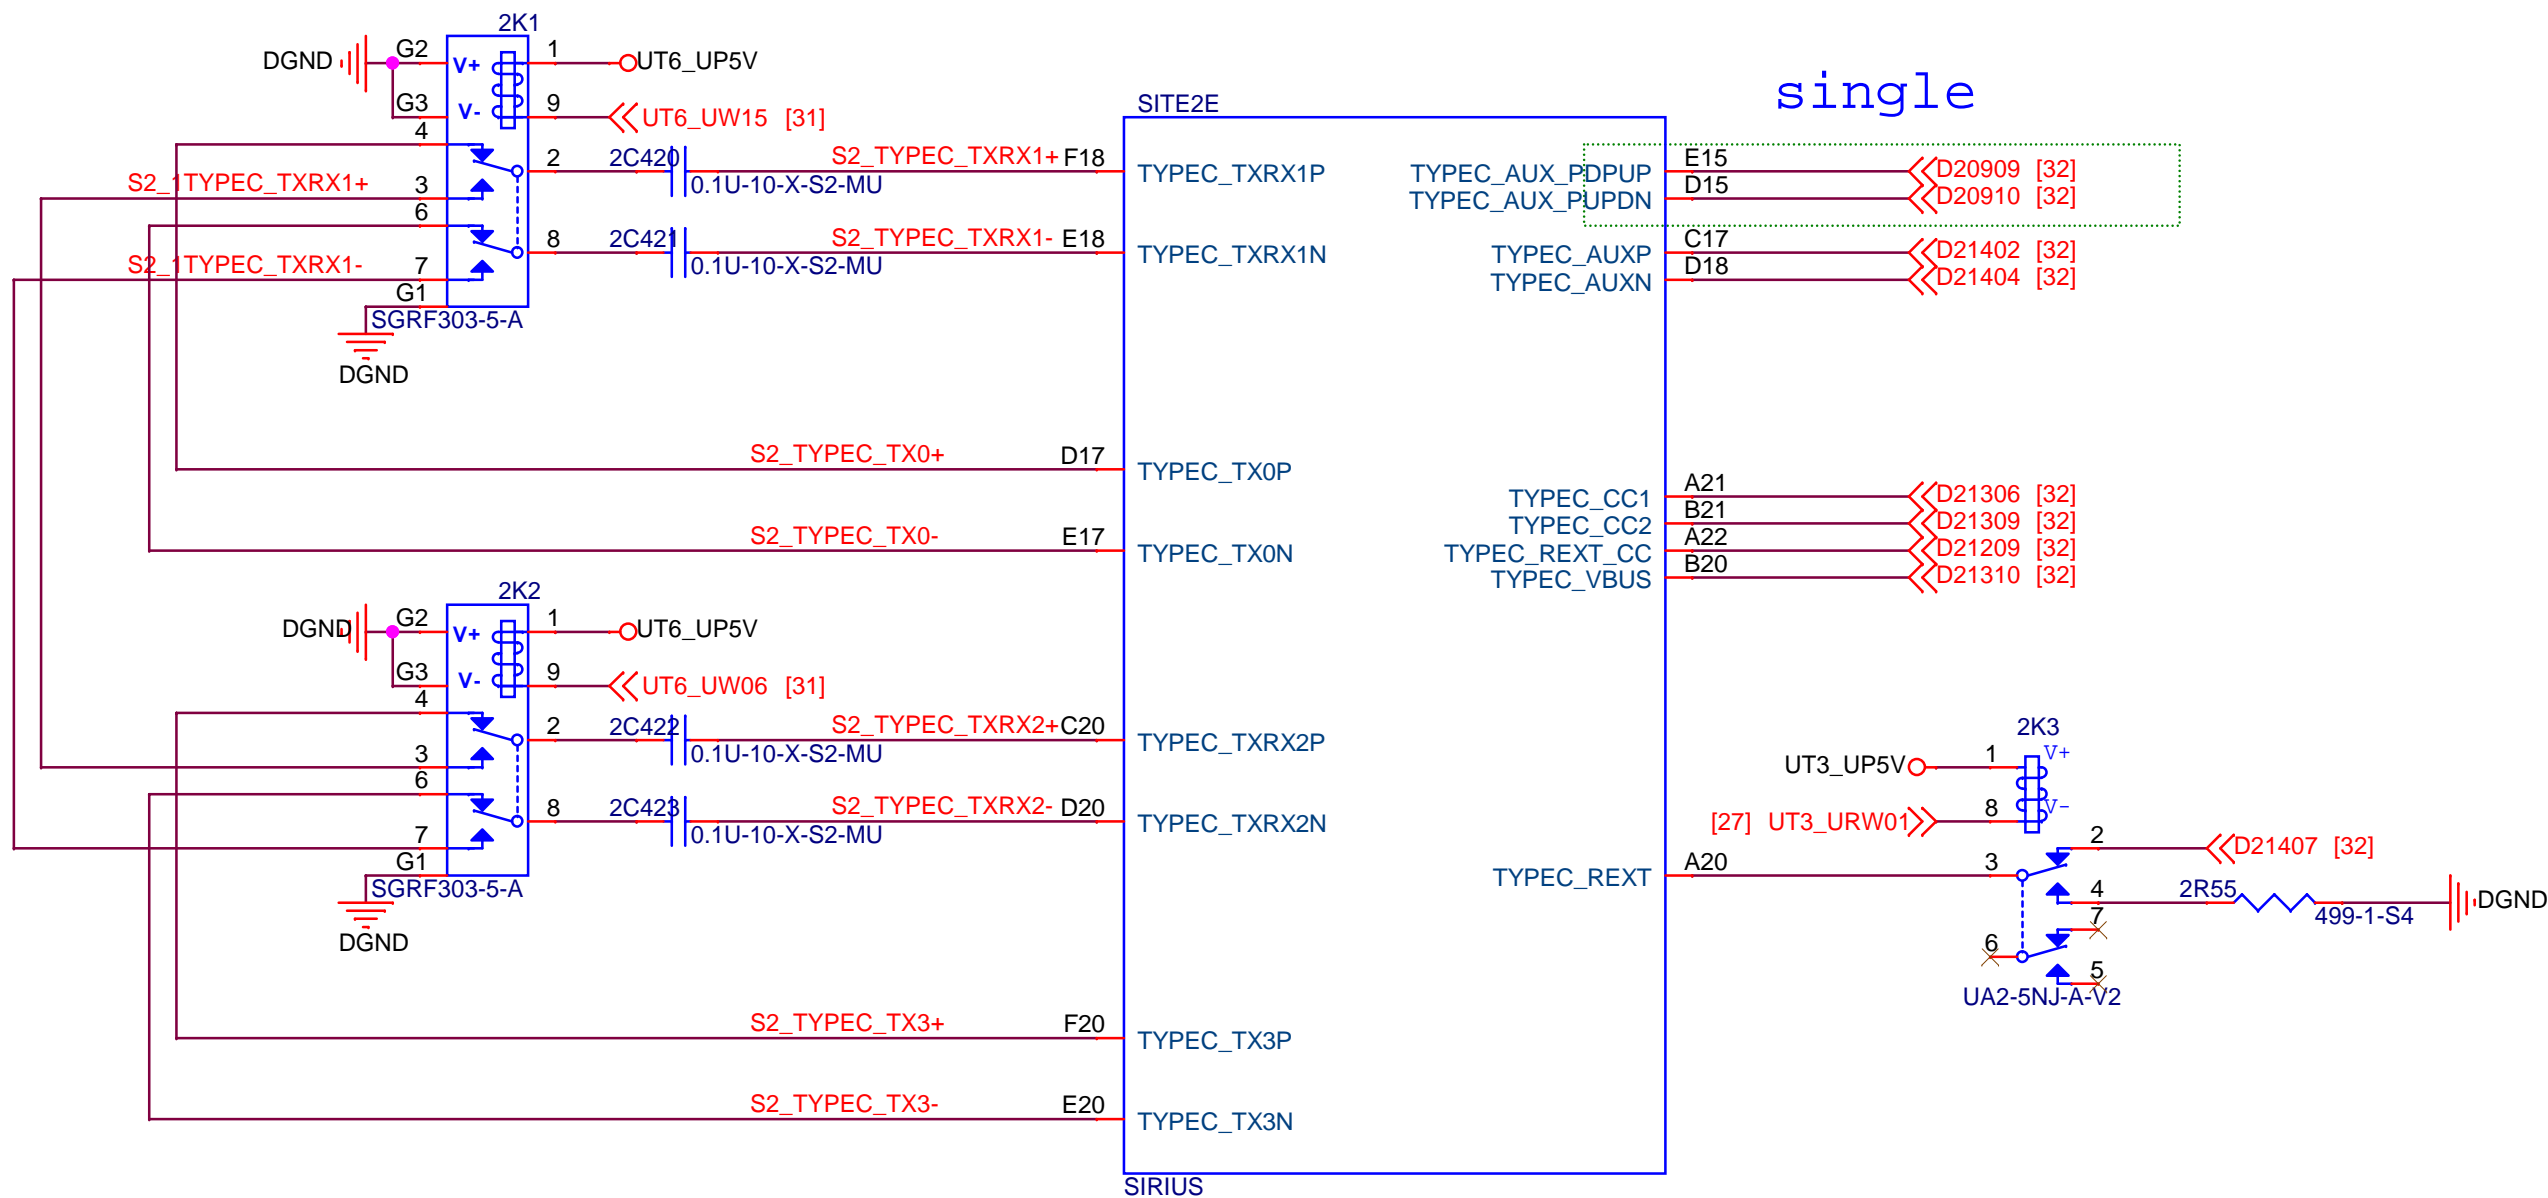 2K1
DGND
G2
V+
1
UT6_UP5V
G3
V-
9
UT6_UW15 [31]
4
2
2C420
0.1U-10-X-S2-MU
S2_TYPEC_TXRX1+
F18
S2_1TYPEC_TXRX1+
3
6
8
2C421
0.1U-10-X-S2-MU
S2_TYPEC_TXRX1-
E18
S2_1TYPEC_TXRX1-
7
G1
SGRF303-5-A
DGND
S2_TYPEC_TX0+
D17
S2_TYPEC_TX0-
E17
2K2
DGND
G2
V+
1
UT6_UP5V
G3
V-
9
UT6_UW06 [31]
4
2
2C422
0.1U-10-X-S2-MU
S2_TYPEC_TXRX2+
C20
3
6
8
2C423
0.1U-10-X-S2-MU
S2_TYPEC_TXRX2-
D20
7
G1
SGRF303-5-A
DGND
S2_TYPEC_TX3+
F20
S2_TYPEC_TX3-
E20
SITE2E
TYPEC_TXRX1P
TYPEC_TXRX1N
TYPEC_TX0P
TYPEC_TX0N
TYPEC_TXRX2P
TYPEC_TXRX2N
TYPEC_TX3P
TYPEC_TX3N
SIRIUS
single
TYPEC_AUX_PDPUP
E15
D20909 [32]
TYPEC_AUX_PUPDN
D15
D20910 [32]
TYPEC_AUXP
C17
D21402 [32]
TYPEC_AUXN
D18
D21404 [32]
TYPEC_CC1
A21
D21306 [32]
TYPEC_CC2
B21
D21309 [32]
TYPEC_REXT_CC
A22
D21209 [32]
TYPEC_VBUS
B20
D21310 [32]
TYPEC_REXT
A20
2K3
UT3_UP5V
1
V+
[27] UT3_URW01
8
V-
3
2
D21407 [32]
4
2R55
499-1-S4
DGND
7
6
5
UA2-5NJ-A-V2